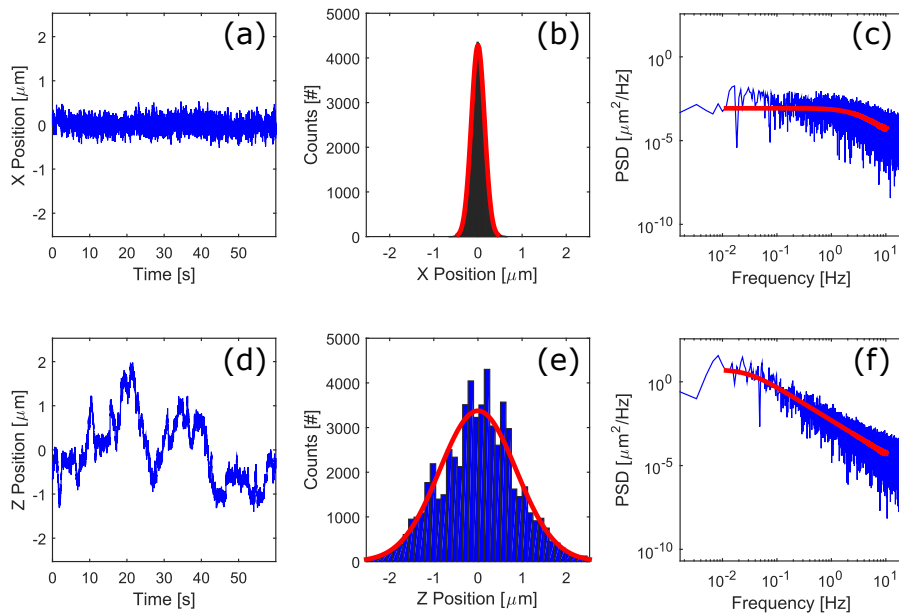 (a)
2
1
0
-1
-2
X Position [μm]
0 10 20 30 40 50
Time [s]
(b)
5000
4000
3000
2000
1000
0
Counts [#]
-2 -1 0 1 2
X Position [μm]
(c)
10^0
10^-5
10^-10
PSD [μm^2/Hz]
10^-2 10^-1 10^0 10^1
Frequency [Hz]
(d)
2
1
0
-1
-2
Z Position [μm]
0 10 20 30 40 50
Time [s]
(e)
5000
4000
3000
2000
1000
0
Counts [#]
-2 -1 0 1 2
Z Position [μm]
(f)
10^0
10^-5
10^-10
PSD [μm^2/Hz]
10^-2 10^-1 10^0 10^1
Frequency [Hz]